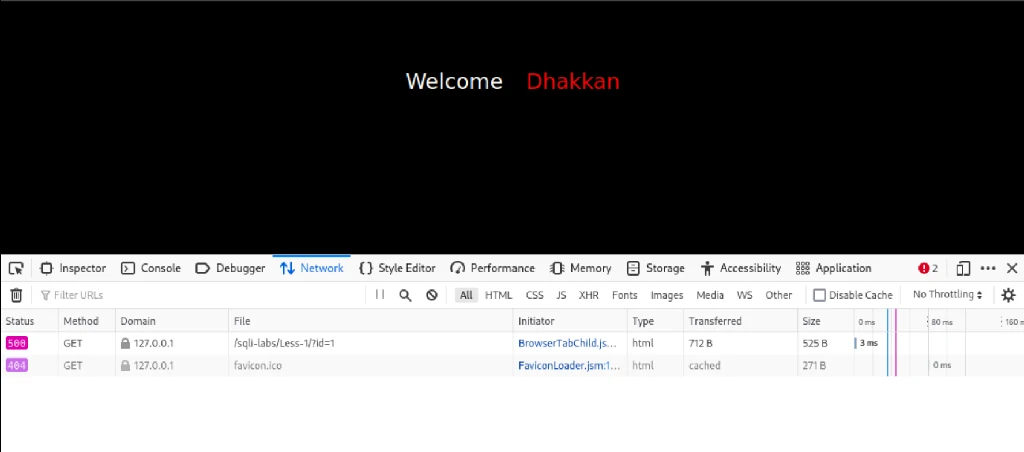 Welcome Dhakkan
Inspector Console Debugger Network Style Editor Performance Memory Storage Accessibility Application 2
Filter URLs All HTML CSS JS XHR Fonts Images Media WS Other Disable Cache No Throttling
Status Method Domain File Initiator Type Transferred Size 0 ms 80 ms 160 m
500 GET 127.0.0.1 /sqli-labs/Less-1/?id=1 BrowserTabChild.js... html 712 B 525 B 3 ms
404 GET 127.0.0.1 favicon.ico FaviconLoader.jsm:1... html cached 271 B 0 ms